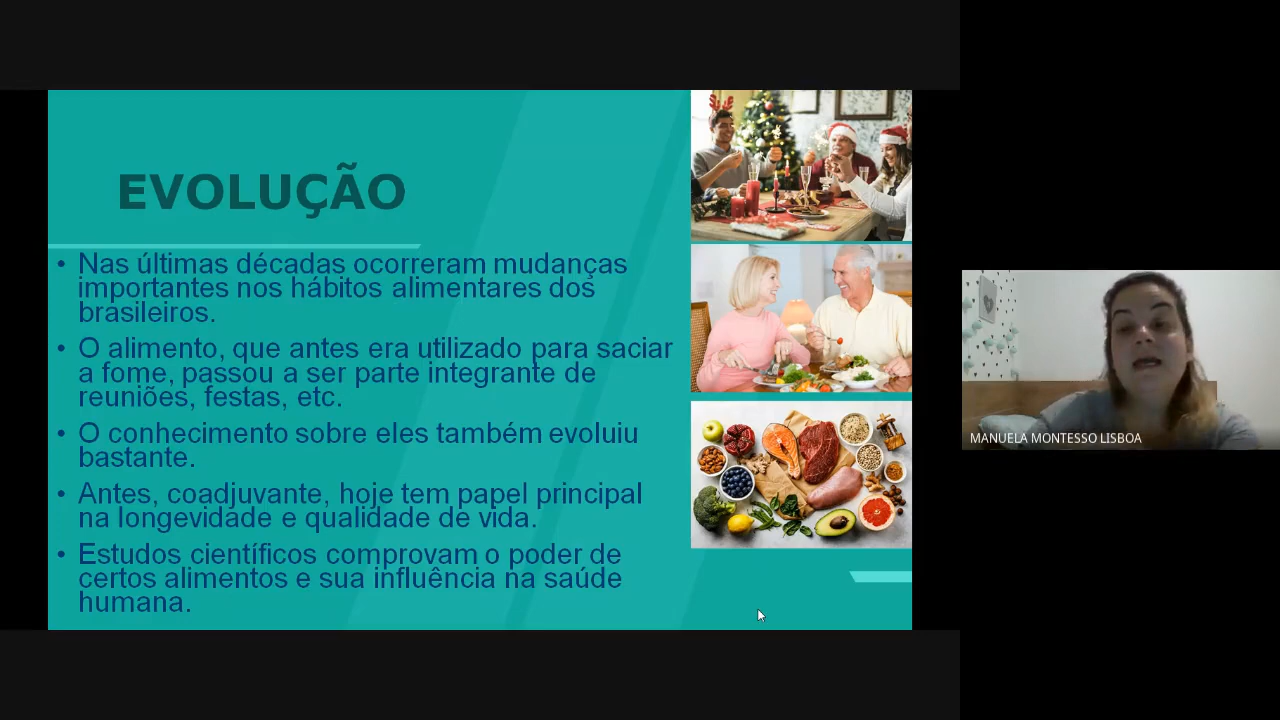 EVOLUÇÃO
• Nas últimas décadas ocorreram mudanças
importantes nos hábitos alimentares dos
brasileiros.
• O alimento, que antes era utilizado para saciar
a fome, passou a ser parte integrante de
reuniões, festas, etc.
• O conhecimento sobre eles também evoluiu
bastante.
• Antes, coadjuvante, hoje tem papel principal
na longevidade e qualidade de vida.
• Estudos científicos comprovam o poder de
certos alimentos e sua influência na saúde
humana.
MANUELA MONTESSO LISBOA